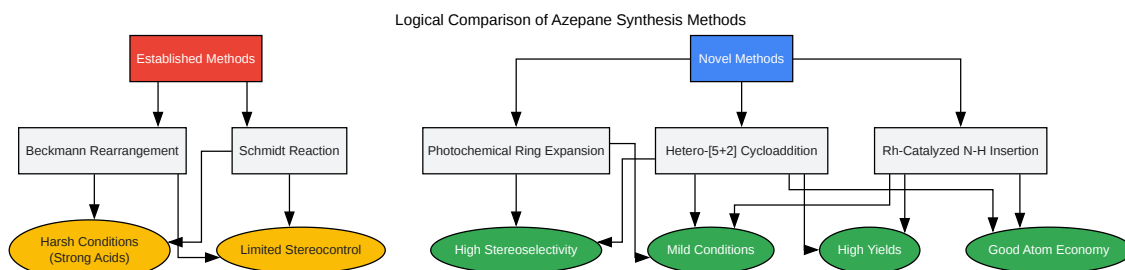 Logical Comparison of Azepane Synthesis Methods
Established Methods
Novel Methods
Beckmann Rearrangement
Schmidt Reaction
Photochemical Ring Expansion
Hetero-[5+2] Cycloaddition
Rh-Catalyzed N-H Insertion
Harsh Conditions
(Strong Acids)
Limited Stereocontrol
High Stereoselectivity
Mild Conditions
High Yields
Good Atom Economy